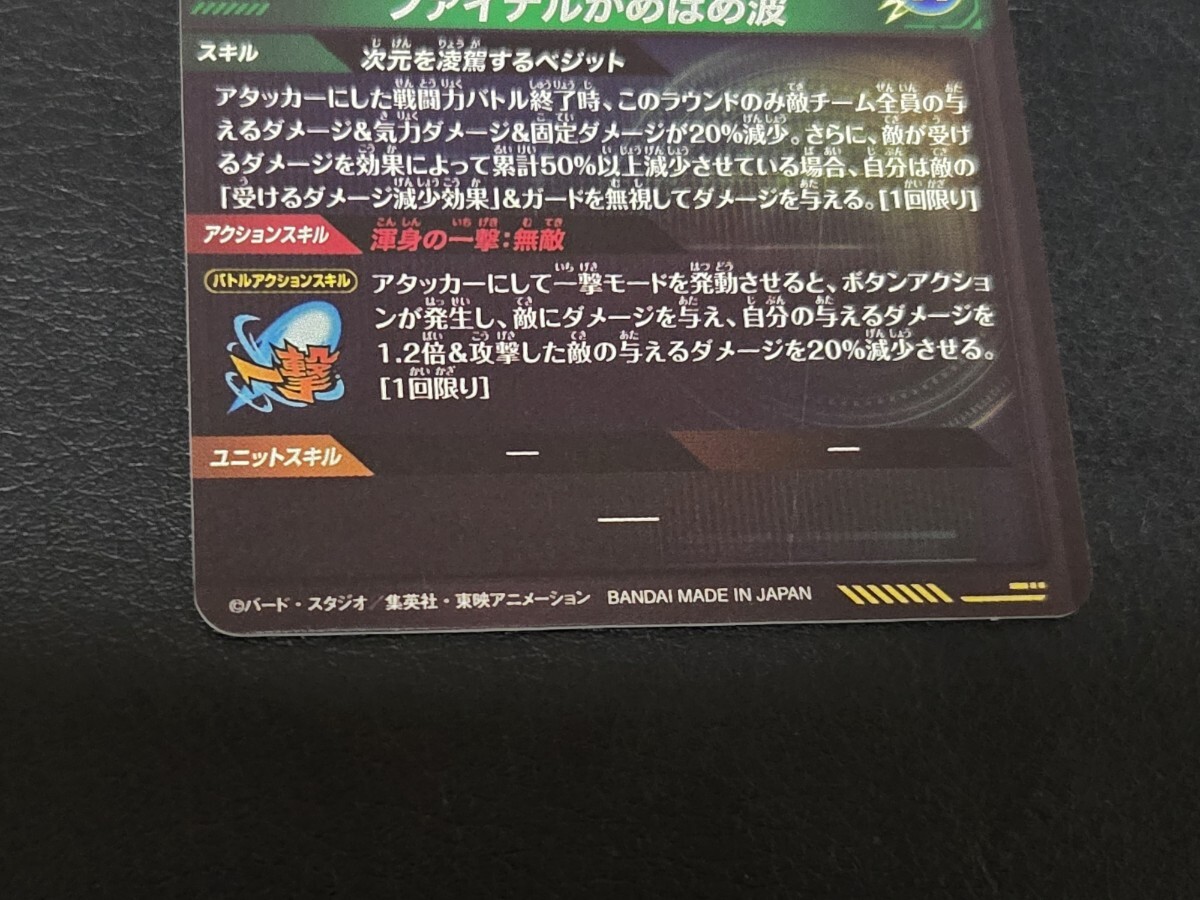 ファイナルかめはめ波
スキル 次元を凌駕するベジット
アタッカーにした戦闘力バトル終了時、このラウンドのみ敵チーム全員の与
えるダメージ&気力ダメージ&固定ダメージが20%減少。さらに、敵が受け
るダメージを効果によって累計50%以上減少させている場合、自分は敵の
「受けるダメージ減少効果」&ガードを無視してダメージを与える。[1回限り]
アクションスキル 渾身の一撃:無敵
バトルアクションスキル
一撃
アタッカーにして一撃モードを発動させると、ボタンアクショ
ンが発生し、敵にダメージを与え、自分の与えるダメージを
1.2倍&攻撃した敵の与えるダメージを20%減少させる。
[1回限り]
ユニットスキル — —
—
©バード・スタジオ/集英社・東映アニメーション BANDAI MADE IN JAPAN